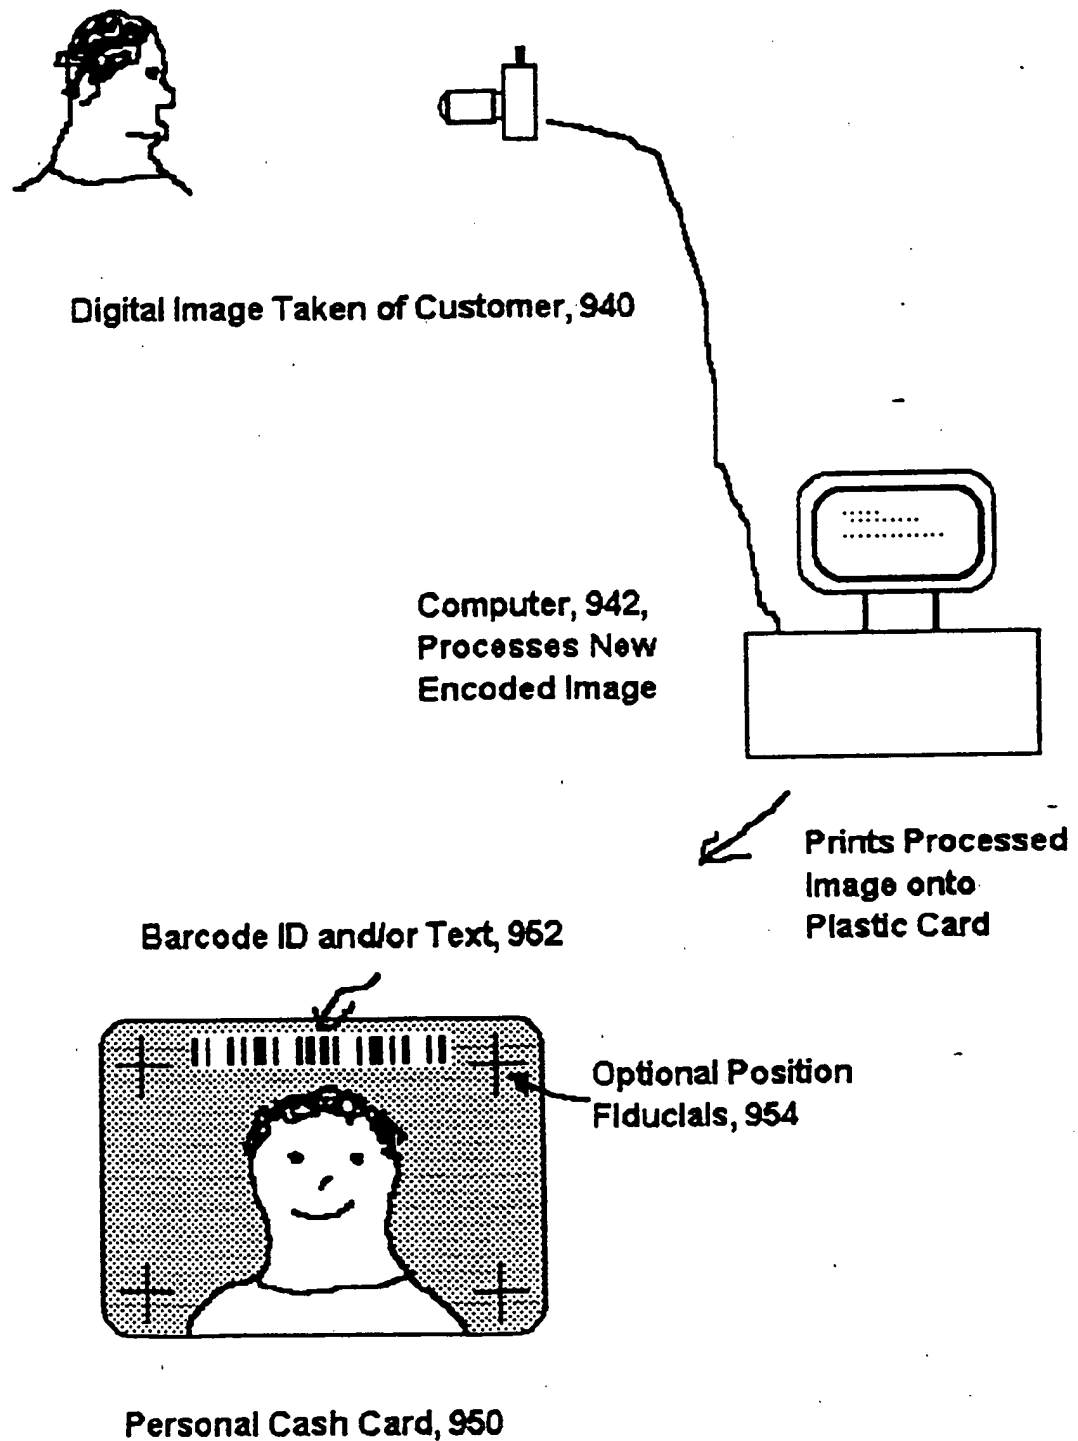 Digital Image Taken of Customer, 940
Computer, 942,
Processes New
Encoded Image
Prints Processed
Image onto
Plastic Card
Barcode ID and/or Text, 952
Optional Position
Fiducials, 954
Personal Cash Card, 950